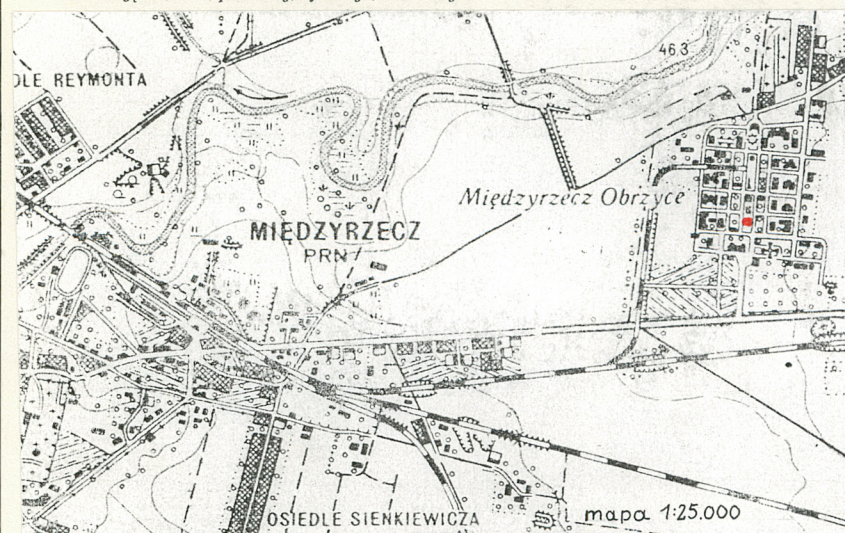 46.3
OLE REYMONTA
Międzyrzecz Obrzyce
MIĘDZYRZECZ
PRN
OSIEDLE SIENKIEWICZA
mapa 1:25.000